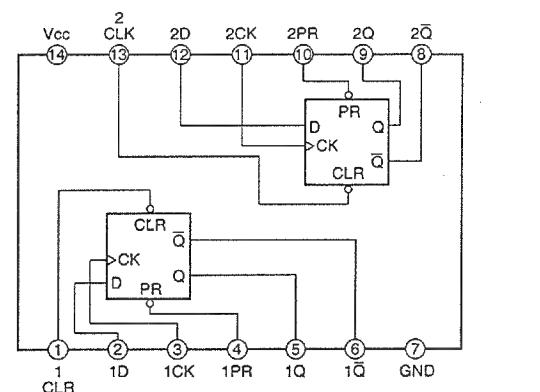 2
Vcc CLK 2D 2CK 2PR 2Q 2Q̅
14 13 12 11 10 9 8
PR
D Q
CK
Q̅
CLR
CLR
Q̅
CK
Q
D
PR
1 2 3 4 5 6 7
1 1D 1CK 1PR 1Q 1Q̅ GND
CLR